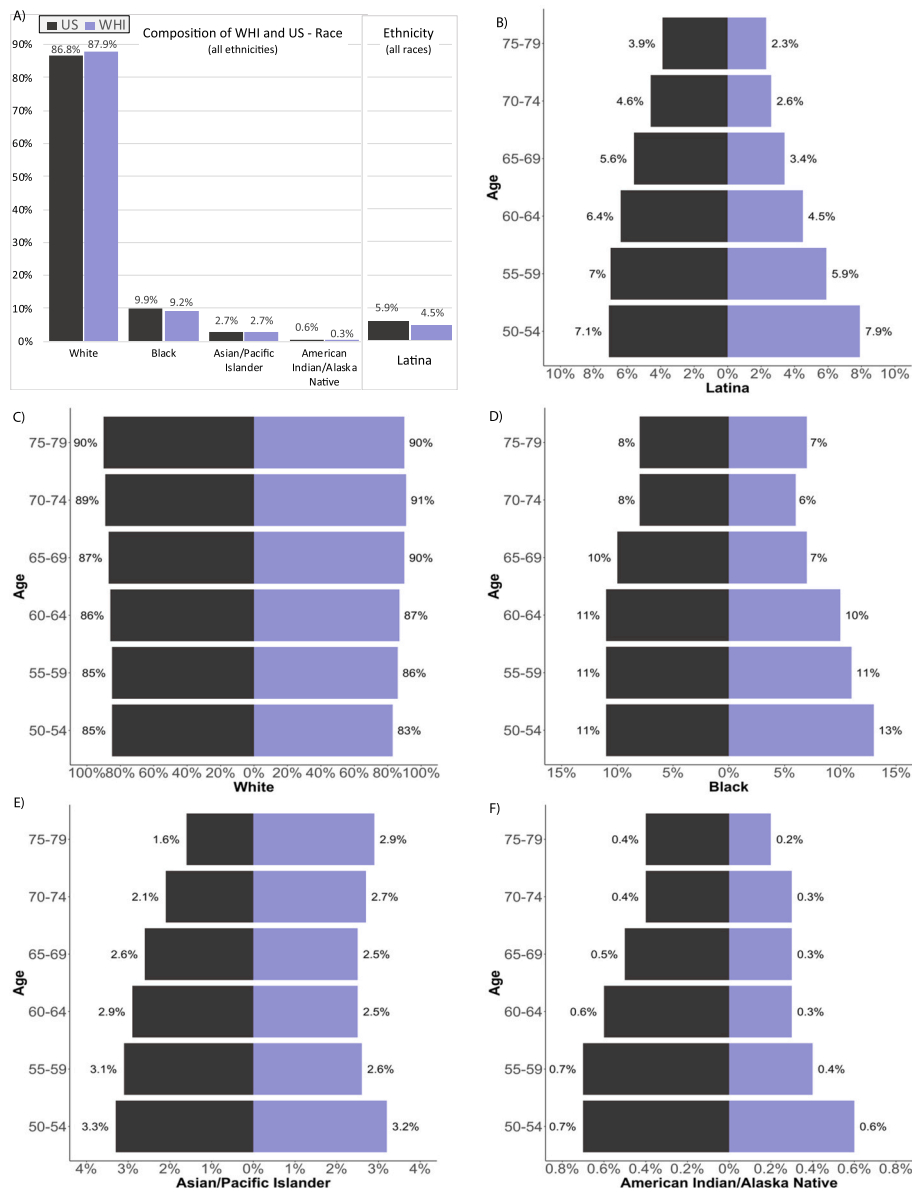 A)
US WHI
Composition of WHI and US - Race
(all ethnicities)
Ethnicity
(all races)
90%
80%
70%
60%
50%
40%
30%
20%
10%
0%
86.8% 87.9%
9.9% 9.2%
2.7% 2.7%
0.6% 0.3%
5.9% 4.5%
White
Black
Asian/Pacific
Islander
American
Indian/Alaska
Native
Latina
B)
Age
75-79 3.9% 2.3%
70-74 4.6% 2.6%
65-69 5.6% 3.4%
60-64 6.4% 4.5%
55-59 7% 5.9%
50-54 7.1% 7.9%
10% 8% 6% 4% 2% 0% 2% 4% 6% 8% 10%
Latina
C)
Age
75-79 90% 90%
70-74 89% 91%
65-69 87% 90%
60-64 86% 87%
55-59 85% 86%
50-54 85% 83%
100% 80% 60% 40% 20% 0% 20% 40% 60% 80% 100%
White
D)
Age
75-79 8% 7%
70-74 8% 6%
65-69 10% 7%
60-64 11% 10%
55-59 11% 11%
50-54 11% 13%
15% 10% 5% 0% 5% 10% 15%
Black
E)
Age
75-79 1.6% 2.9%
70-74 2.1% 2.7%
65-69 2.6% 2.5%
60-64 2.9% 2.5%
55-59 3.1% 2.6%
50-54 3.3% 3.2%
4% 3% 2% 1% 0% 1% 2% 3% 4%
Asian/Pacific Islander
F)
Age
75-79 0.4% 0.2%
70-74 0.4% 0.3%
65-69 0.5% 0.3%
60-64 0.6% 0.3%
55-59 0.7% 0.4%
50-54 0.7% 0.6%
0.8% 0.6% 0.4% 0.2% 0% 0.2% 0.4% 0.6% 0.8%
American Indian/Alaska Native